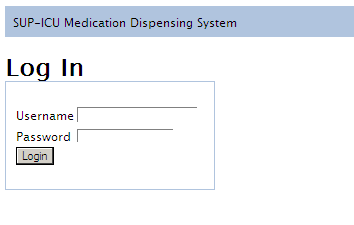 SUP-ICU Medication Dispensing System
Log In
Username
Password
Login